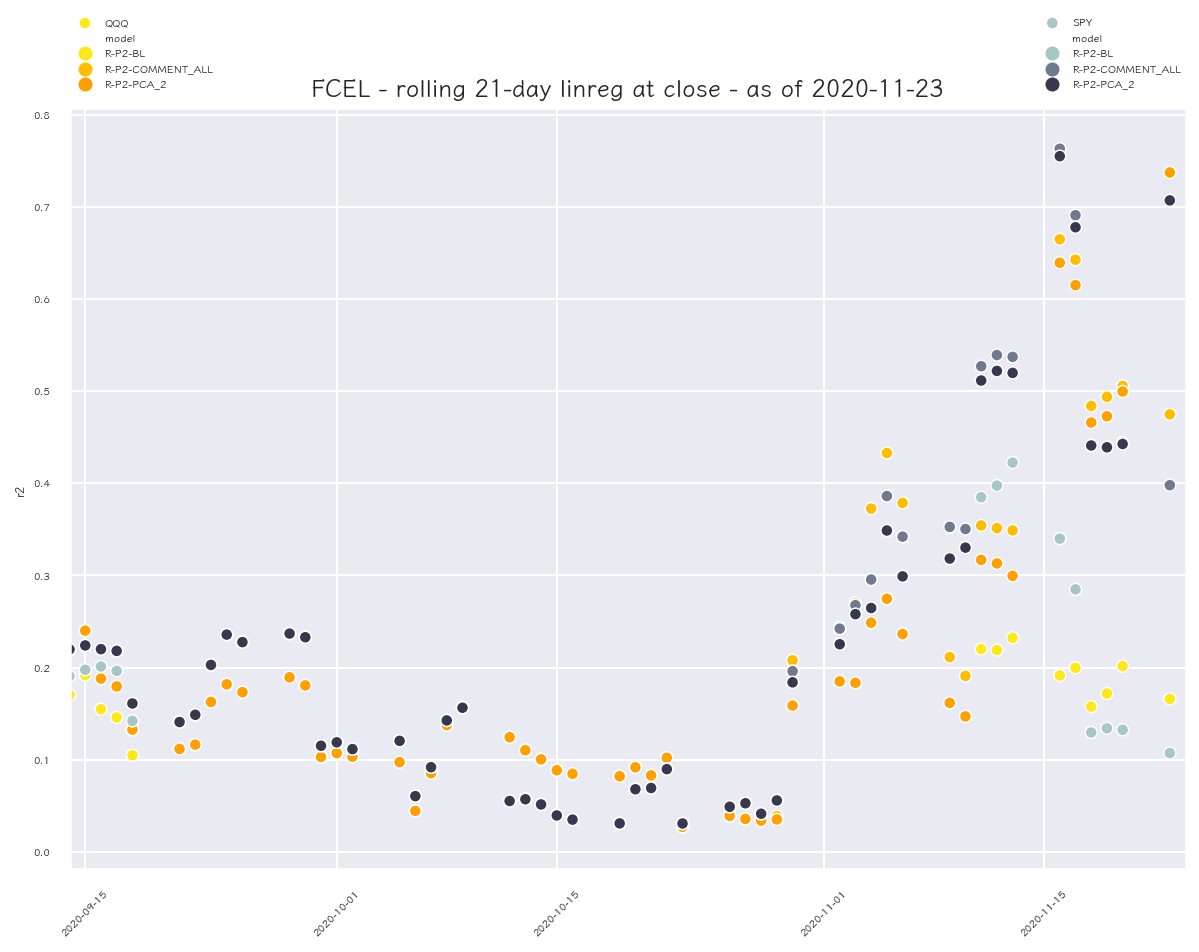 QQQ
model
R-P2-BL
R-P2-COMMENT_ALL
R-P2-PCA_2
SPY
model
R-P2-BL
R-P2-COMMENT_ALL
R-P2-PCA_2
FCEL - rolling 21-day linreg at close - as of 2020-11-23
0.8
0.7
0.6
0.5
0.4
0.3
0.2
0.1
0.0
r2
2020-09-15
2020-10-01
2020-10-15
2020-11-01
2020-11-15